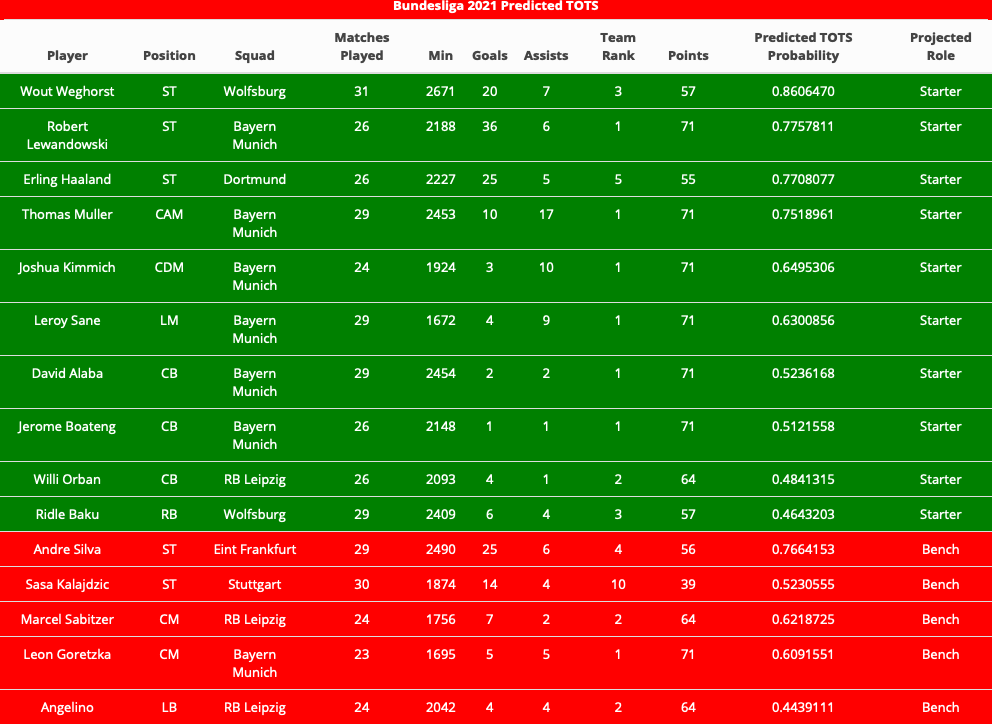 Bundesliga 2021 Predicted TOTS
Player Position Squad Matches Played Min Goals Assists Team Rank Points Predicted TOTS Probability Projected Role
Wout Weghorst ST Wolfsburg 31 2671 20 7 3 57 0.8606470 Starter
Robert Lewandowski ST Bayern Munich 26 2188 36 6 1 71 0.7757811 Starter
Erling Haaland ST Dortmund 26 2227 25 5 5 55 0.7708077 Starter
Thomas Muller CAM Bayern Munich 29 2453 10 17 1 71 0.7518961 Starter
Joshua Kimmich CDM Bayern Munich 24 1924 3 10 1 71 0.6495306 Starter
Leroy Sane LM Bayern Munich 29 1672 4 9 1 71 0.6300856 Starter
David Alaba CB Bayern Munich 29 2454 2 2 1 71 0.5236168 Starter
Jerome Boateng CB Bayern Munich 26 2148 1 1 1 71 0.5121558 Starter
Willi Orban CB RB Leipzig 26 2093 4 1 2 64 0.4841315 Starter
Ridle Baku RB Wolfsburg 29 2409 6 4 3 57 0.4643203 Starter
Andre Silva ST Eint Frankfurt 29 2490 25 6 4 56 0.7664153 Bench
Sasa Kalajdzic ST Stuttgart 30 1874 14 4 10 39 0.5230555 Bench
Marcel Sabitzer CM RB Leipzig 24 1756 7 2 2 64 0.6218725 Bench
Leon Goretzka CM Bayern Munich 23 1695 5 5 1 71 0.6091551 Bench
Angelino LB RB Leipzig 24 2042 4 4 2 64 0.4439111 Bench